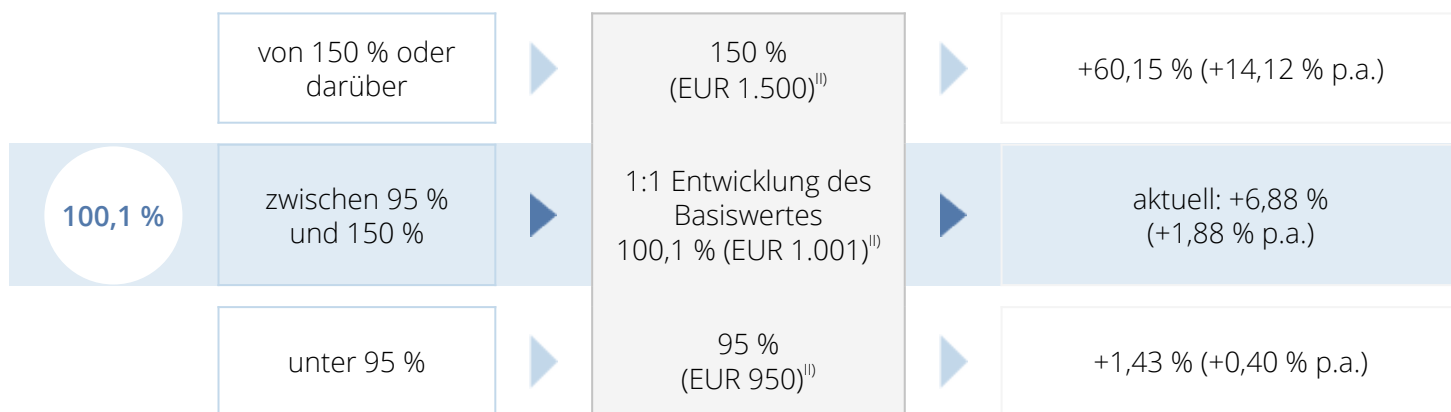 von 150 % oder
darüber
150 %
(EUR 1.500)II)
+60,15 % (+14,12 % p.a.)
100,1 %
zwischen 95 %
und 150 %
1:1 Entwicklung des
Basiswertes
100,1 % (EUR 1.001)II)
aktuell: +6,88 %
(+1,88 % p.a.)
unter 95 %
95 %
(EUR 950)II)
+1,43 % (+0,40 % p.a.)